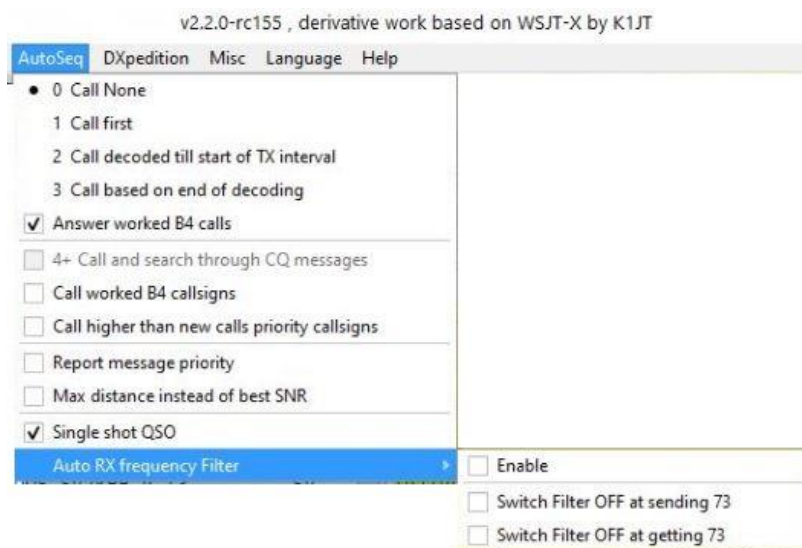 v2.2.0-rc155 , derivative work based on WSJT-X by K1JT
AutoSeq DXpedition Misc Language Help
0 Call None
1 Call first
2 Call decoded till start of TX interval
3 Call based on end of decoding
Answer worked B4 calls
4+ Call and search through CQ messages
Call worked B4 callsigns
Call higher than new calls priority callsigns
Report message priority
Max distance instead of best SNR
Single shot QSO
Auto RX frequency Filter
Enable
Switch Filter OFF at sending 73
Switch Filter OFF at getting 73